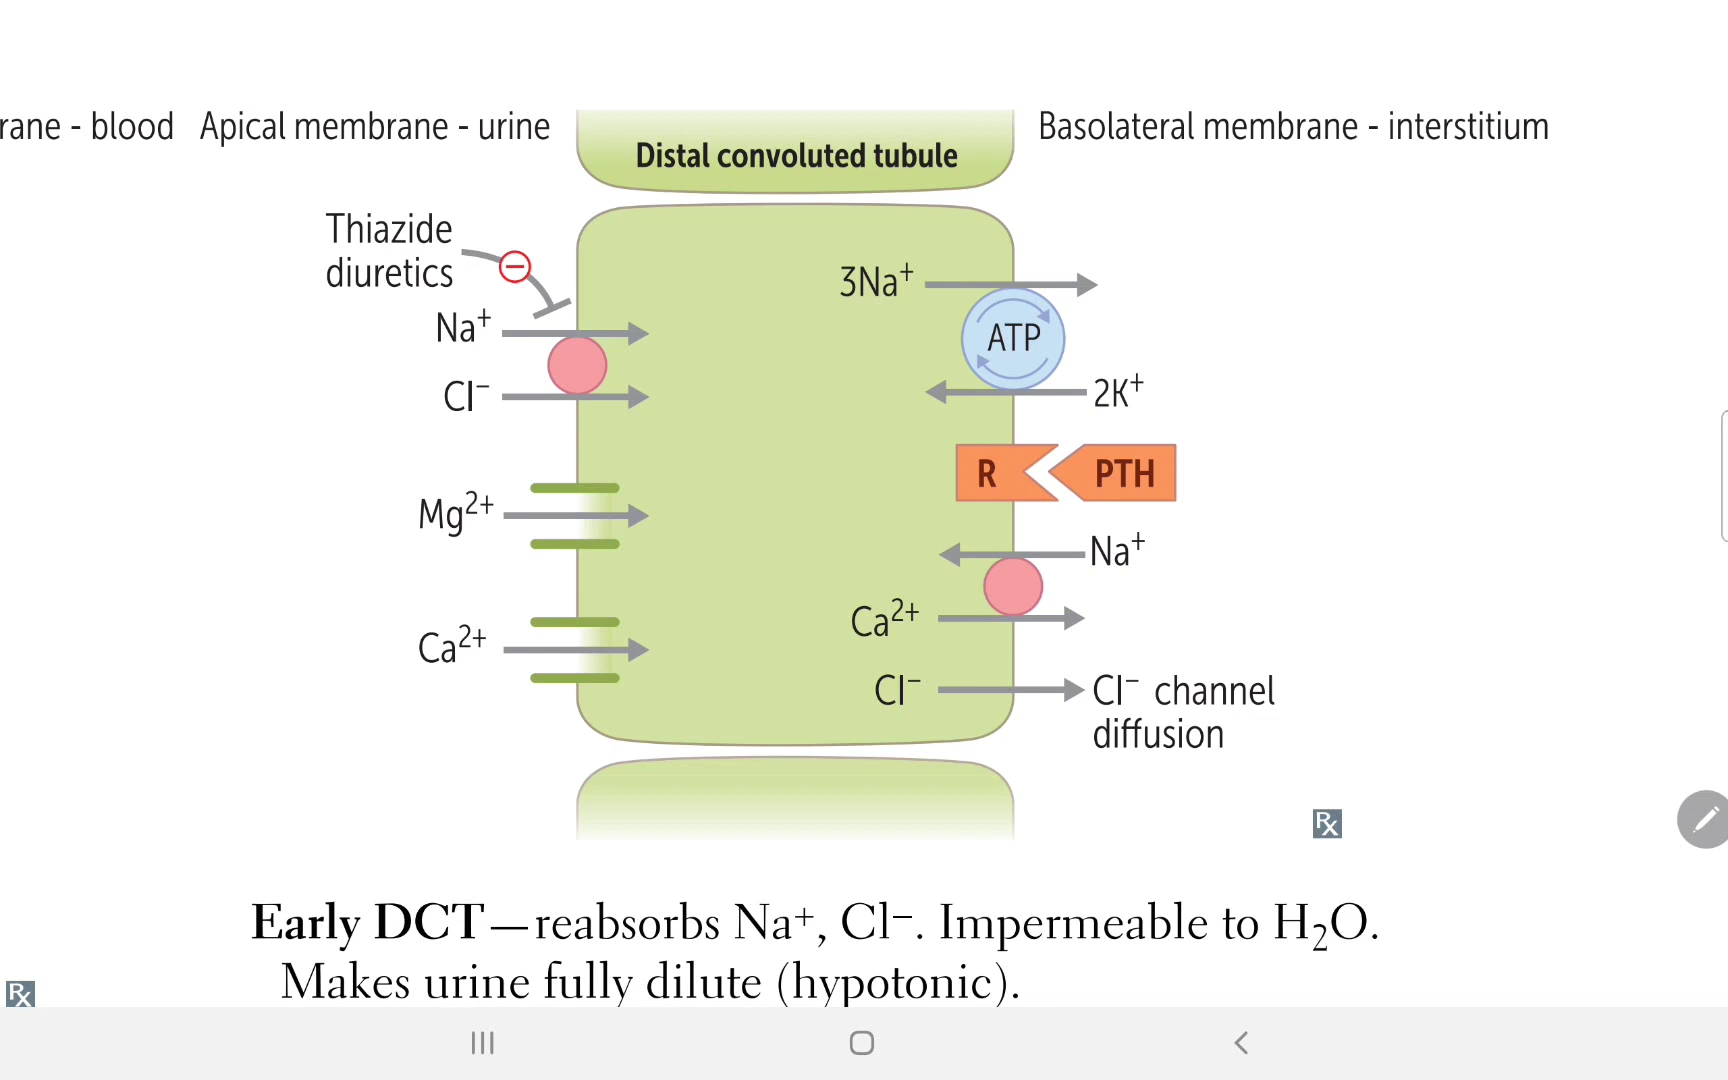 rane - blood
Apical membrane - urine
Distal convoluted tubule
Basolateral membrane - interstitium
Thiazide
diuretics
Na⁺
Cl⁻
Mg²⁺
Ca²⁺
3Na⁺
ATP
2K⁺
R
PTH
Na⁺
Ca²⁺
Cl⁻
Cl⁻ channel
diffusion
Rx
Early DCT—reabsorbs Na⁺, Cl⁻. Impermeable to H₂O.
Makes urine fully dilute (hypotonic).
Rx